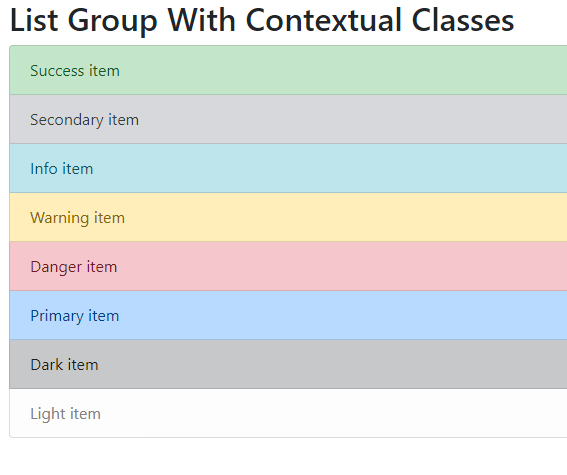 List Group With Contextual Classes
Success item
Secondary item
Info item
Warning item
Danger item
Primary item
Dark item
Light item